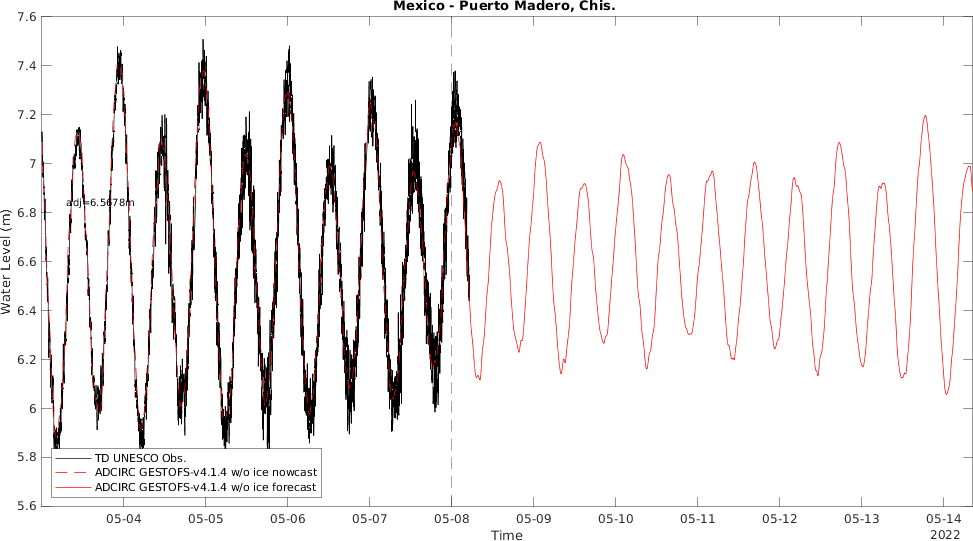 Mexico - Puerto Madero, Chis.
7.6
7.4
7.2
7
6.8
6.6
6.4
6.2
6
5.8
5.6
Water Level (m)
adj=6.5678m
TD UNESCO Obs.
ADCIRC GESTOFS-v4.1.4 w/o ice nowcast
ADCIRC GESTOFS-v4.1.4 w/o ice forecast
05-04 05-05 05-06 05-07 05-08 05-09 05-10 05-11 05-12 05-13 05-14
Time
2022